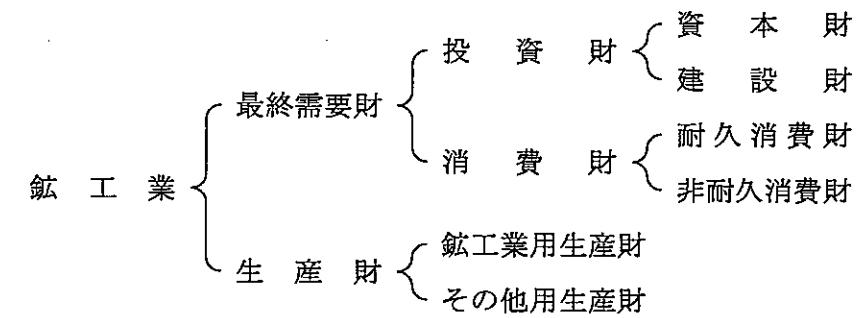 鉱工業
最終需要財
投資財
資本財
建設財
消費財
耐久消費財
非耐久消費財
生産財
鉱工業用生産財
その他用生産財